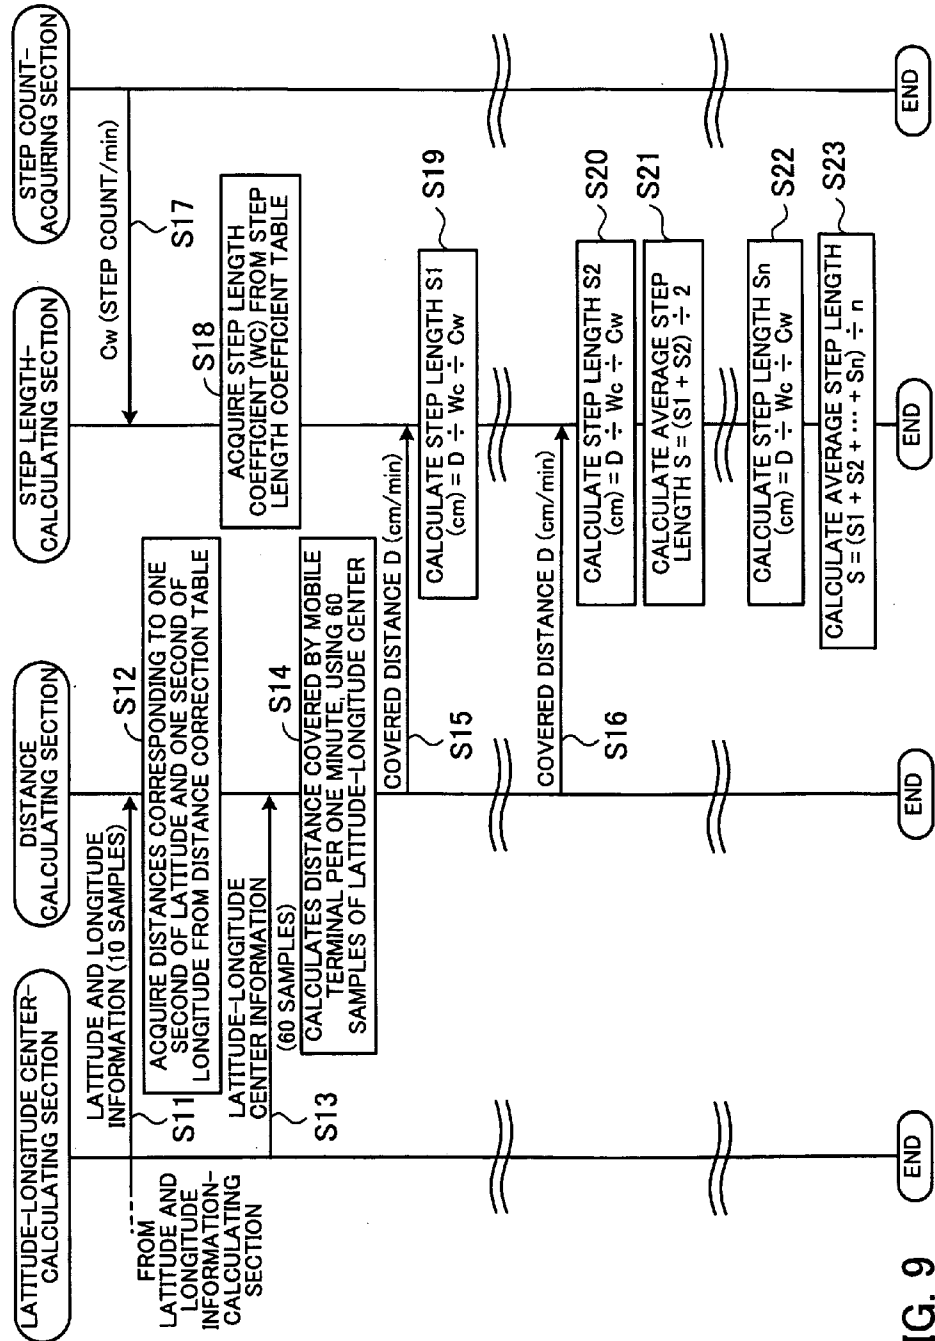 LATITUDE-LONGITUDE CENTER-
CALCULATING SECTION
DISTANCE
CALCULATING SECTION
STEP LENGTH-
CALCULATING SECTION
STEP COUNT-
ACQUIRING SECTION
FROM
LATITUDE AND
LONGITUDE
INFORMATION-
CALCULATING
SECTION
LATITUDE AND LONGITUDE
INFORMATION (10 SAMPLES)
S11
S12
ACQUIRE DISTANCES CORRESPONDING TO ONE
SECOND OF LATITUDE AND ONE SECOND OF
LONGITUDE FROM DISTANCE CORRECTION TABLE
LATITUDE-LONGITUDE
CENTER INFORMATION
(60 SAMPLES)
S13
S14
CALCULATES DISTANCE COVERED BY MOBILE
TERMINAL PER ONE MINUTE, USING 60
SAMPLES OF LATITUDE-LONGITUDE CENTER
Cw (STEP COUNT/min)
S17
S18
ACQUIRE STEP LENGTH
COEFFICIENT (WC) FROM STEP
LENGTH COEFFICIENT TABLE
COVERED DISTANCE D (cm/min)
S15
CALCULATE STEP LENGTH S1
(cm) = D ÷ Wc ÷ Cw
S19
COVERED DISTANCE D (cm/min)
S16
CALCULATE STEP LENGTH S2
(cm) = D ÷ Wc ÷ Cw
S20
CALCULATE AVERAGE STEP
LENGTH S = (S1 + S2) ÷ 2
S21
CALCULATE STEP LENGTH Sn
(cm) = D ÷ Wc ÷ Cw
S22
CALCULATE AVERAGE STEP LENGTH
S = (S1 + S2 + ··· + Sn) ÷ n
S23
END
END
END
END
FIG. 9